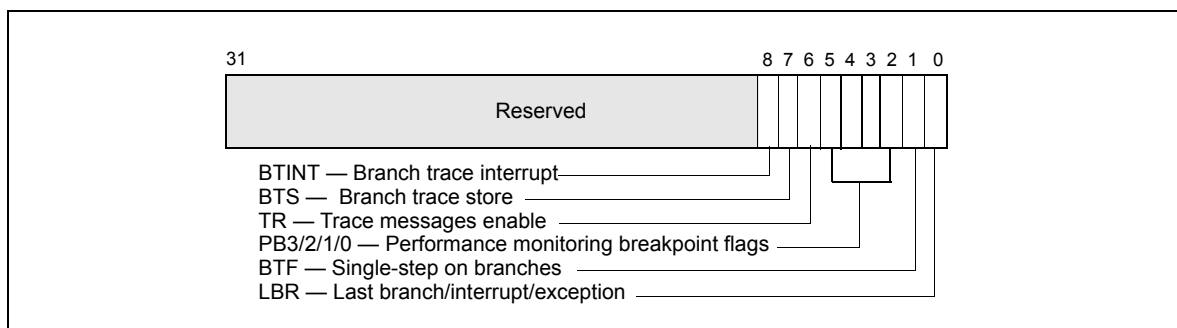 31 8 7 6 5 4 3 2 1 0
Reserved
BTINT — Branch trace interrupt
BTS — Branch trace store
TR — Trace messages enable
PB3/2/1/0 — Performance monitoring breakpoint flags
BTF — Single-step on branches
LBR — Last branch/interrupt/exception